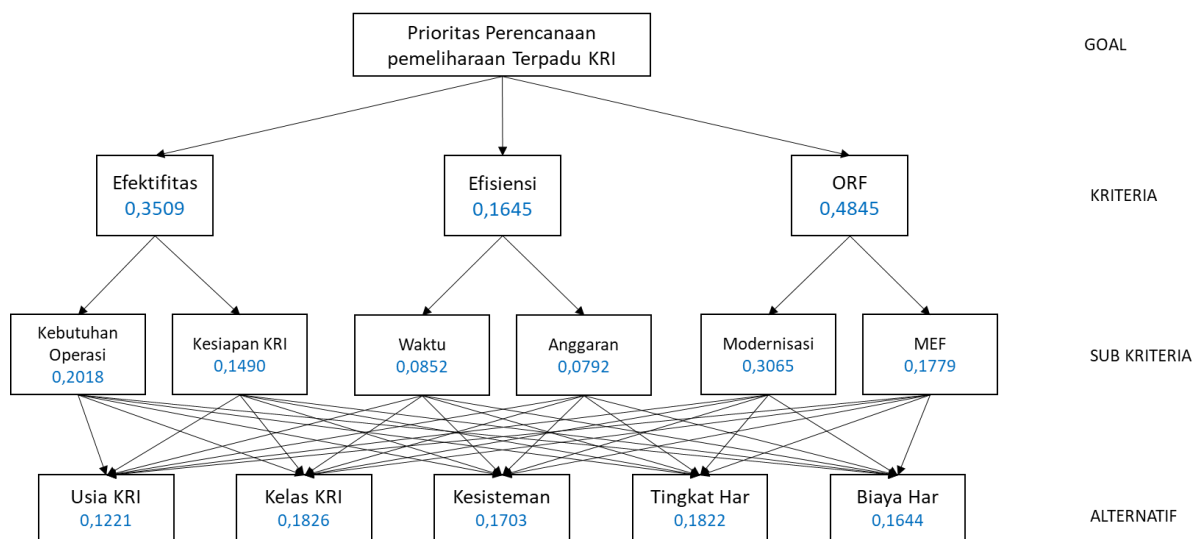 Prioritas Perencanaan
pemeliharaan Terpadu KRI
GOAL
Efektifitas
0,3509
Efisiensi
0,1645
ORF
0,4845
KRITERIA
Kebutuhan
Operasi
0,2018
Kesiapan KRI
0,1490
Waktu
0,0852
Anggaran
0,0792
Modernisasi
0,3065
MEF
0,1779
SUB KRITERIA
Usia KRI
0,1221
Kelas KRI
0,1826
Kesisteman
0,1703
Tingkat Har
0,1822
Biaya Har
0,1644
ALTERNATIF